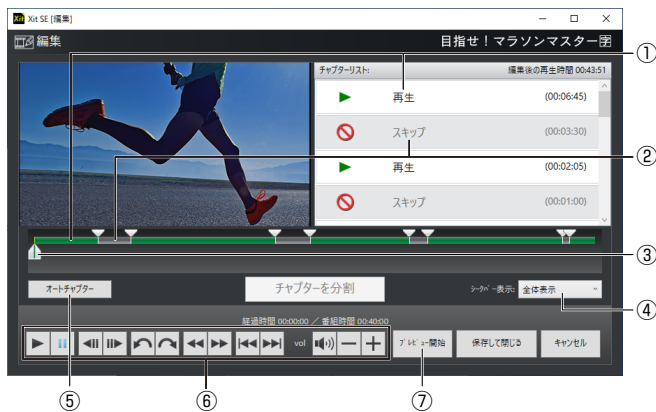 Xit Xit SE [編集]
編集
目指せ！マラソンマスター字
チャプターリスト:
編集後の再生時間 00:43:51
再生
(00:06:45)
スキップ
(00:03:30)
再生
(00:02:05)
スキップ
(00:01:00)
①
②
③
④
オートチャプター
チャプターを分割
シークバー表示:
全体表示
経過時間 00:00:00 ／ 番組時間 00:40:00
vol
プレビュー開始
保存して閉じる
キャンセル
⑤
⑥
⑦